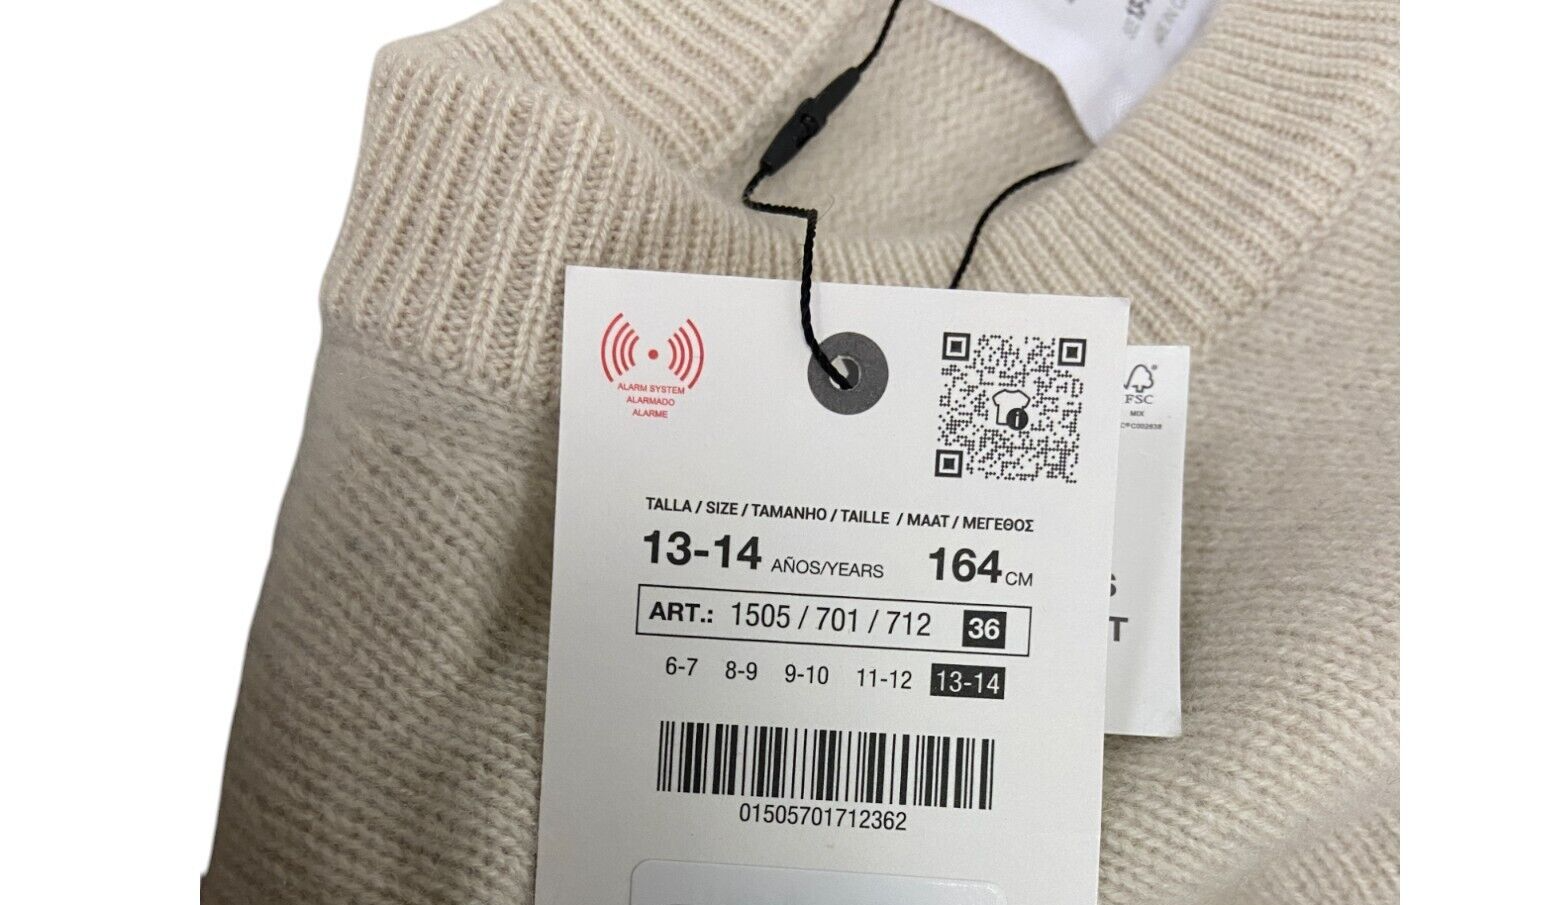 ALARM SYSTEM
ALARMADO
ALARME
FSC
MIX
TALLA / SIZE / TAMANHO / TAILLE / MAAT / ΜΕΓΕΘΟΣ
13-14 AÑOS/YEARS 164 CM
ART.: 1505 / 701 / 712 36
6-7 8-9 9-10 11-12 13-14
01505701712362
S
T